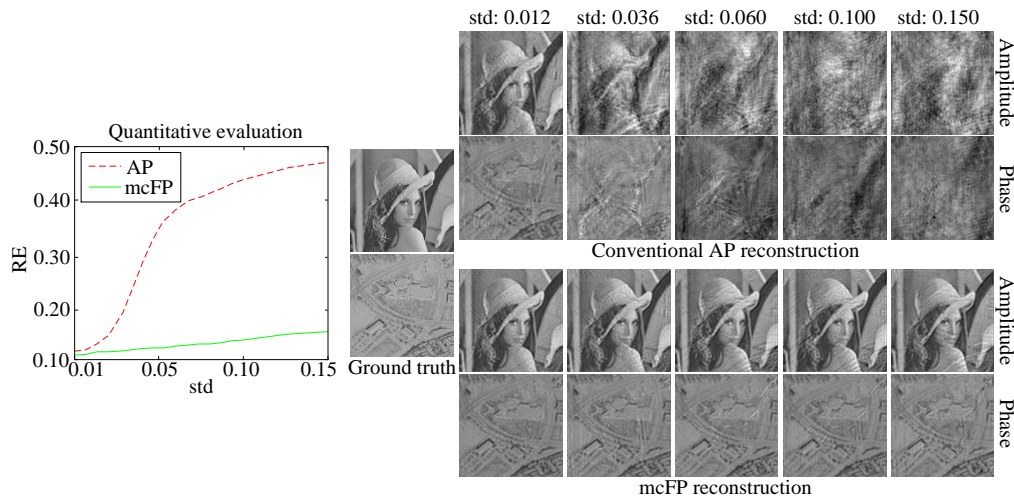 std: 0.012 std: 0.036 std: 0.060 std: 0.100 std: 0.150
Amplitude
Phase
Conventional AP reconstruction
Quantitative evaluation
AP
mcFP
0.50
0.40
0.30
0.20
0.10
RE
0.01 0.05 0.10 0.15
std
Ground truth
Amplitude
Phase
mcFP reconstruction